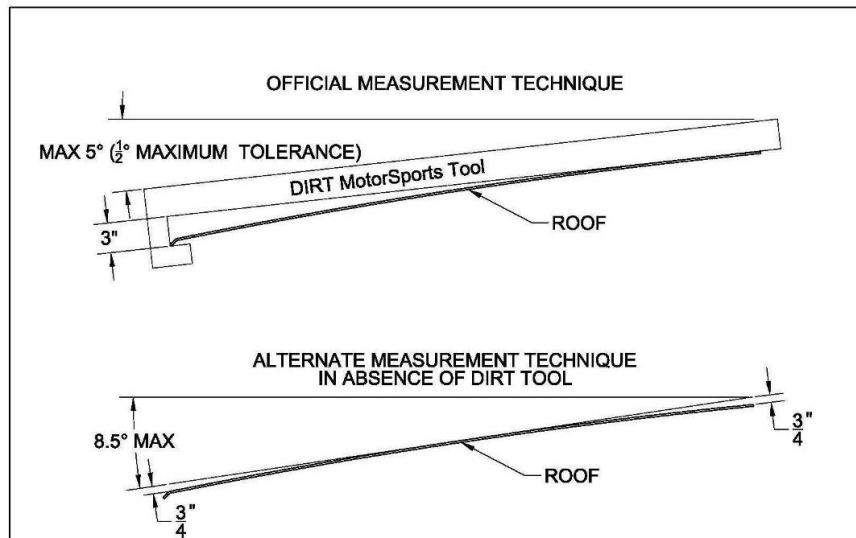 OFFICIAL MEASUREMENT TECHNIQUE
MAX 5° (½° MAXIMUM TOLERANCE)
DIRT MotorSports Tool
ROOF
3"
ALTERNATE MEASUREMENT TECHNIQUE
IN ABSENCE OF DIRT TOOL
8.5° MAX
3/4"
ROOF
3/4"